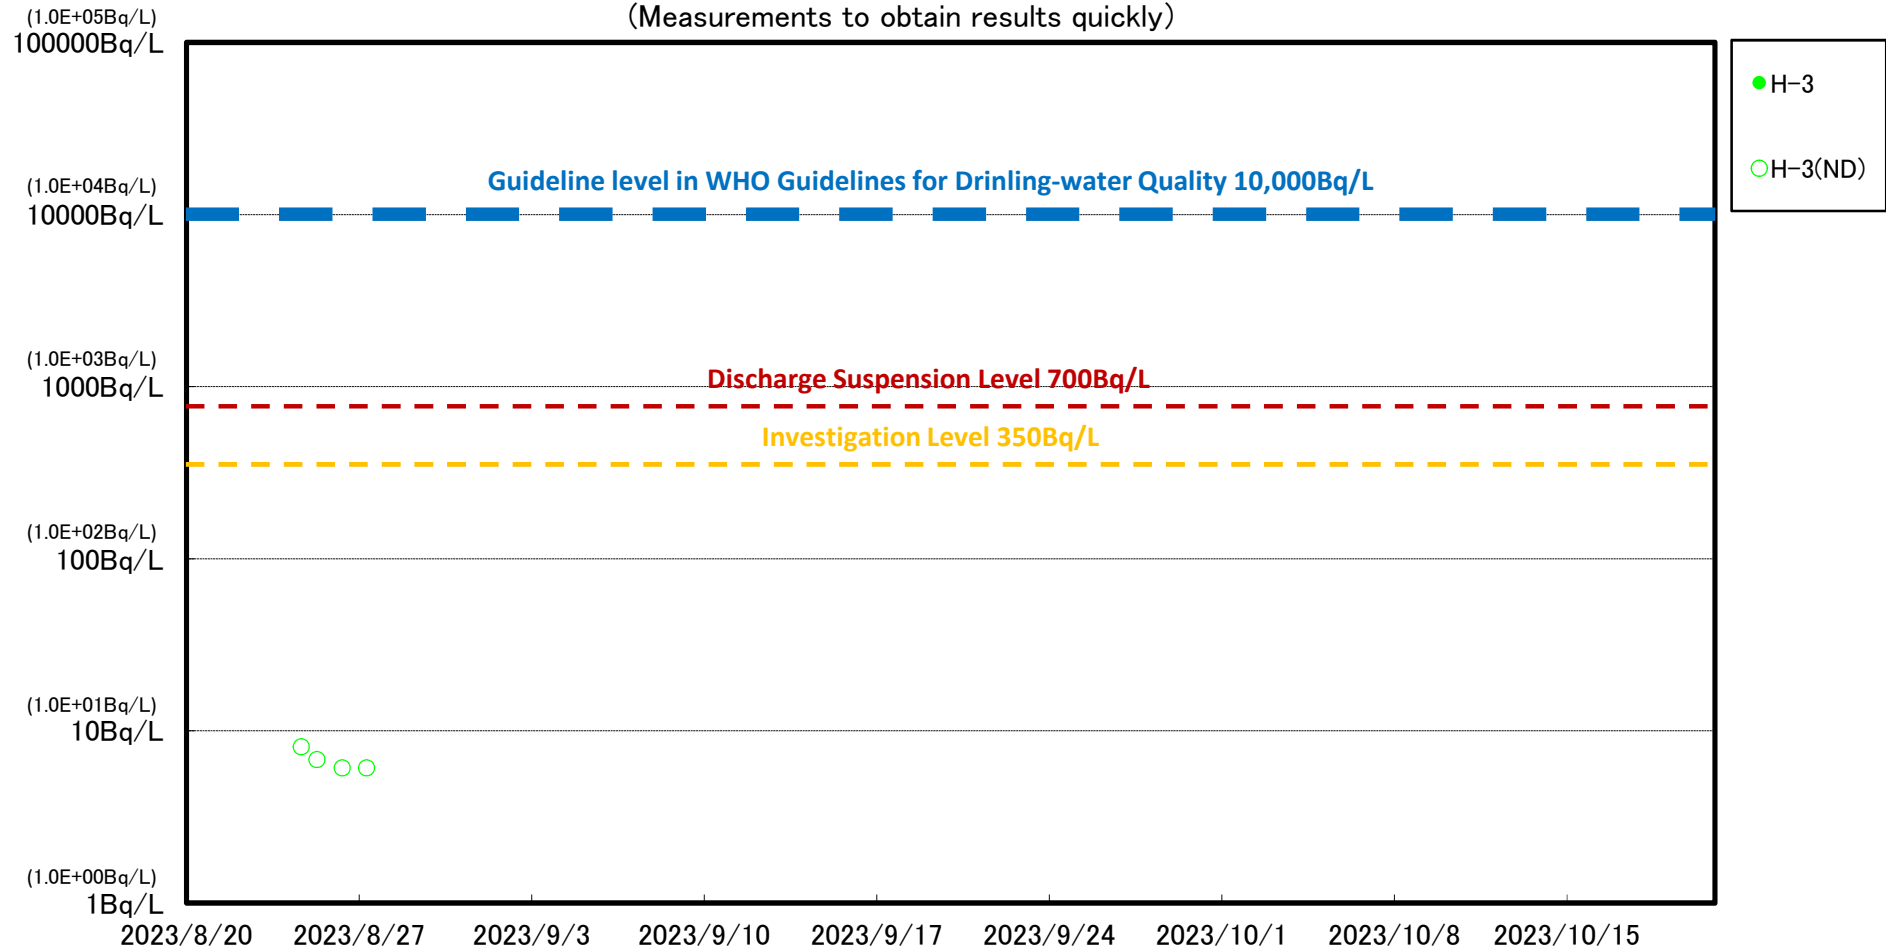 (Measurements to obtain results quickly)
(1.0E+05Bq/L)
100000Bq/L
H-3
H-3(ND)
Guideline level in WHO Guidelines for Drinling-water Quality 10,000Bq/L
(1.0E+04Bq/L)
10000Bq/L
(1.0E+03Bq/L)
1000Bq/L
Discharge Suspension Level 700Bq/L
Investigation Level 350Bq/L
(1.0E+02Bq/L)
100Bq/L
(1.0E+01Bq/L)
10Bq/L
(1.0E+00Bq/L)
1Bq/L
2023/8/20 2023/8/27 2023/9/3 2023/9/10 2023/9/17 2023/9/24 2023/10/1 2023/10/8 2023/10/15